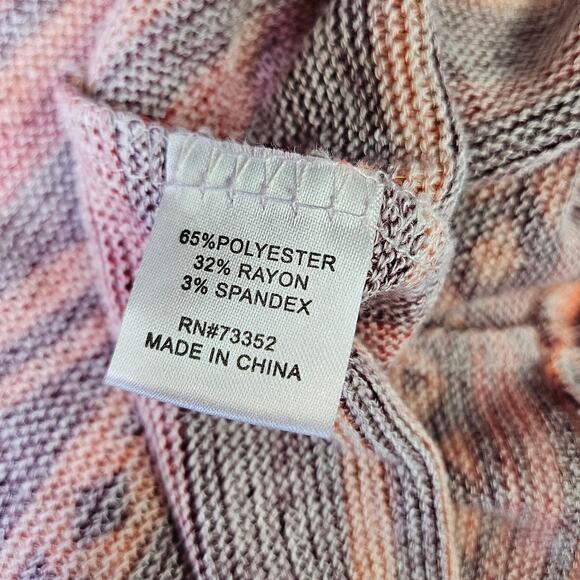 65%POLYESTER
32% RAYON
3% SPANDEX
RN#73352
MADE IN CHINA